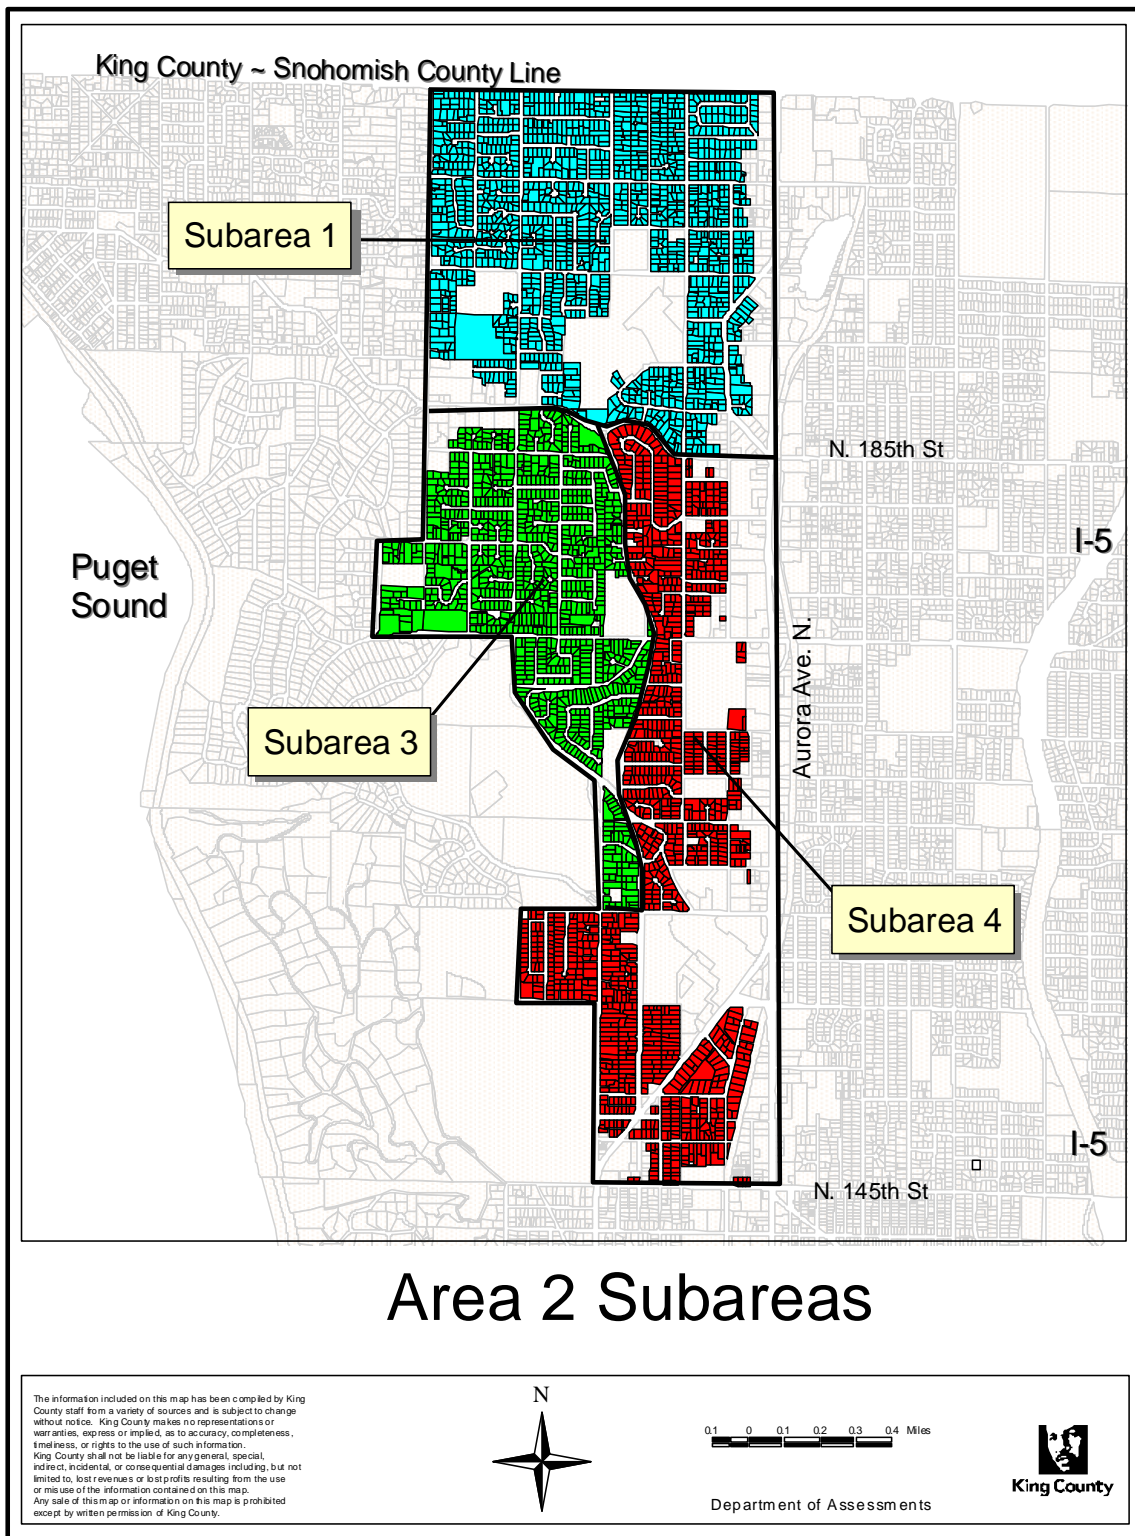 King County ~ Snohomish County Line
Subarea 1
N. 185th St
I-5
Puget
Sound
Aurora Ave. N.
Subarea 3
Subarea 4
I-5
N. 145th St
Area 2 Subareas
The information included on this map has been compiled by King
County staff from a variety of sources and is subject to change
without notice. King County makes no representations or
warranties, express or implied, as to accuracy, completeness,
timeliness, or rights to the use of such information.
King County shall not be liable for any general, special,
indirect, incidental, or consequential damages including, but not
limited to, lost revenues or lost profits resulting from the use
or misuse of the information contained on this map.
Any sale of this map or information on this map is prohibited
except by written permission of King County.
N
0.1 0 0.1 0.2 0.3 0.4 Miles
Department of Assessments
King County